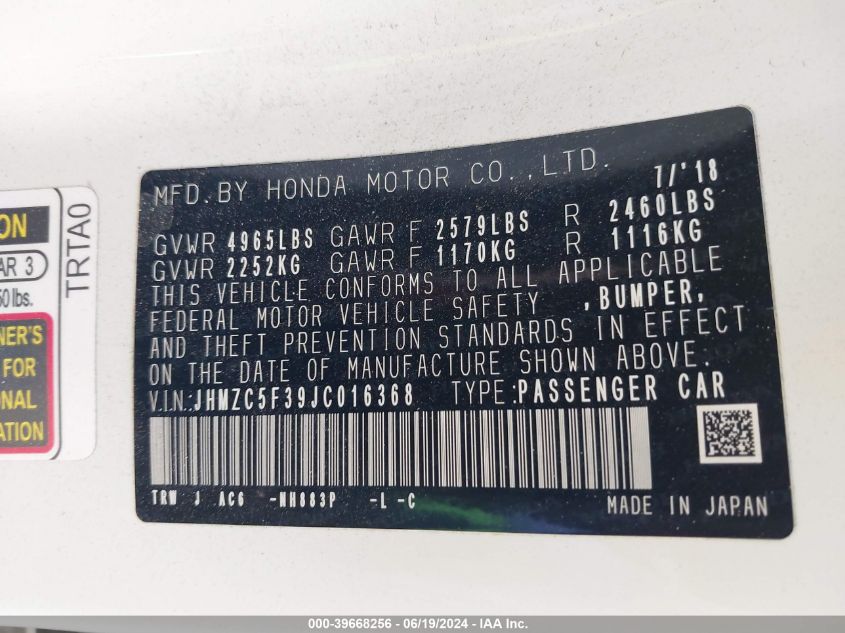 ON
AR 3
60 lbs.
NER'S
FOR
ONAL
ATION
TRTA0
MFD. BY HONDA MOTOR CO., LTD. 7/'18
GVWR 4965LBS GAWR F 2579LBS R 2460LBS
GVWR 2252KG GAWR F 1170KG R 1116KG
THIS VEHICLE CONFORMS TO ALL APPLICABLE
FEDERAL MOTOR VEHICLE SAFETY ,BUMPER,
AND THEFT PREVENTION STANDARDS IN EFFECT
ON THE DATE OF MANUFACTURE SHOWN ABOVE.
V.I.N.:JHMZC5F39JC016368 TYPE:PASSENGER CAR
TRW J AC6 -NH883P -L -C
MADE IN JAPAN
000-39668256 - 06/19/2024 - IAA Inc.